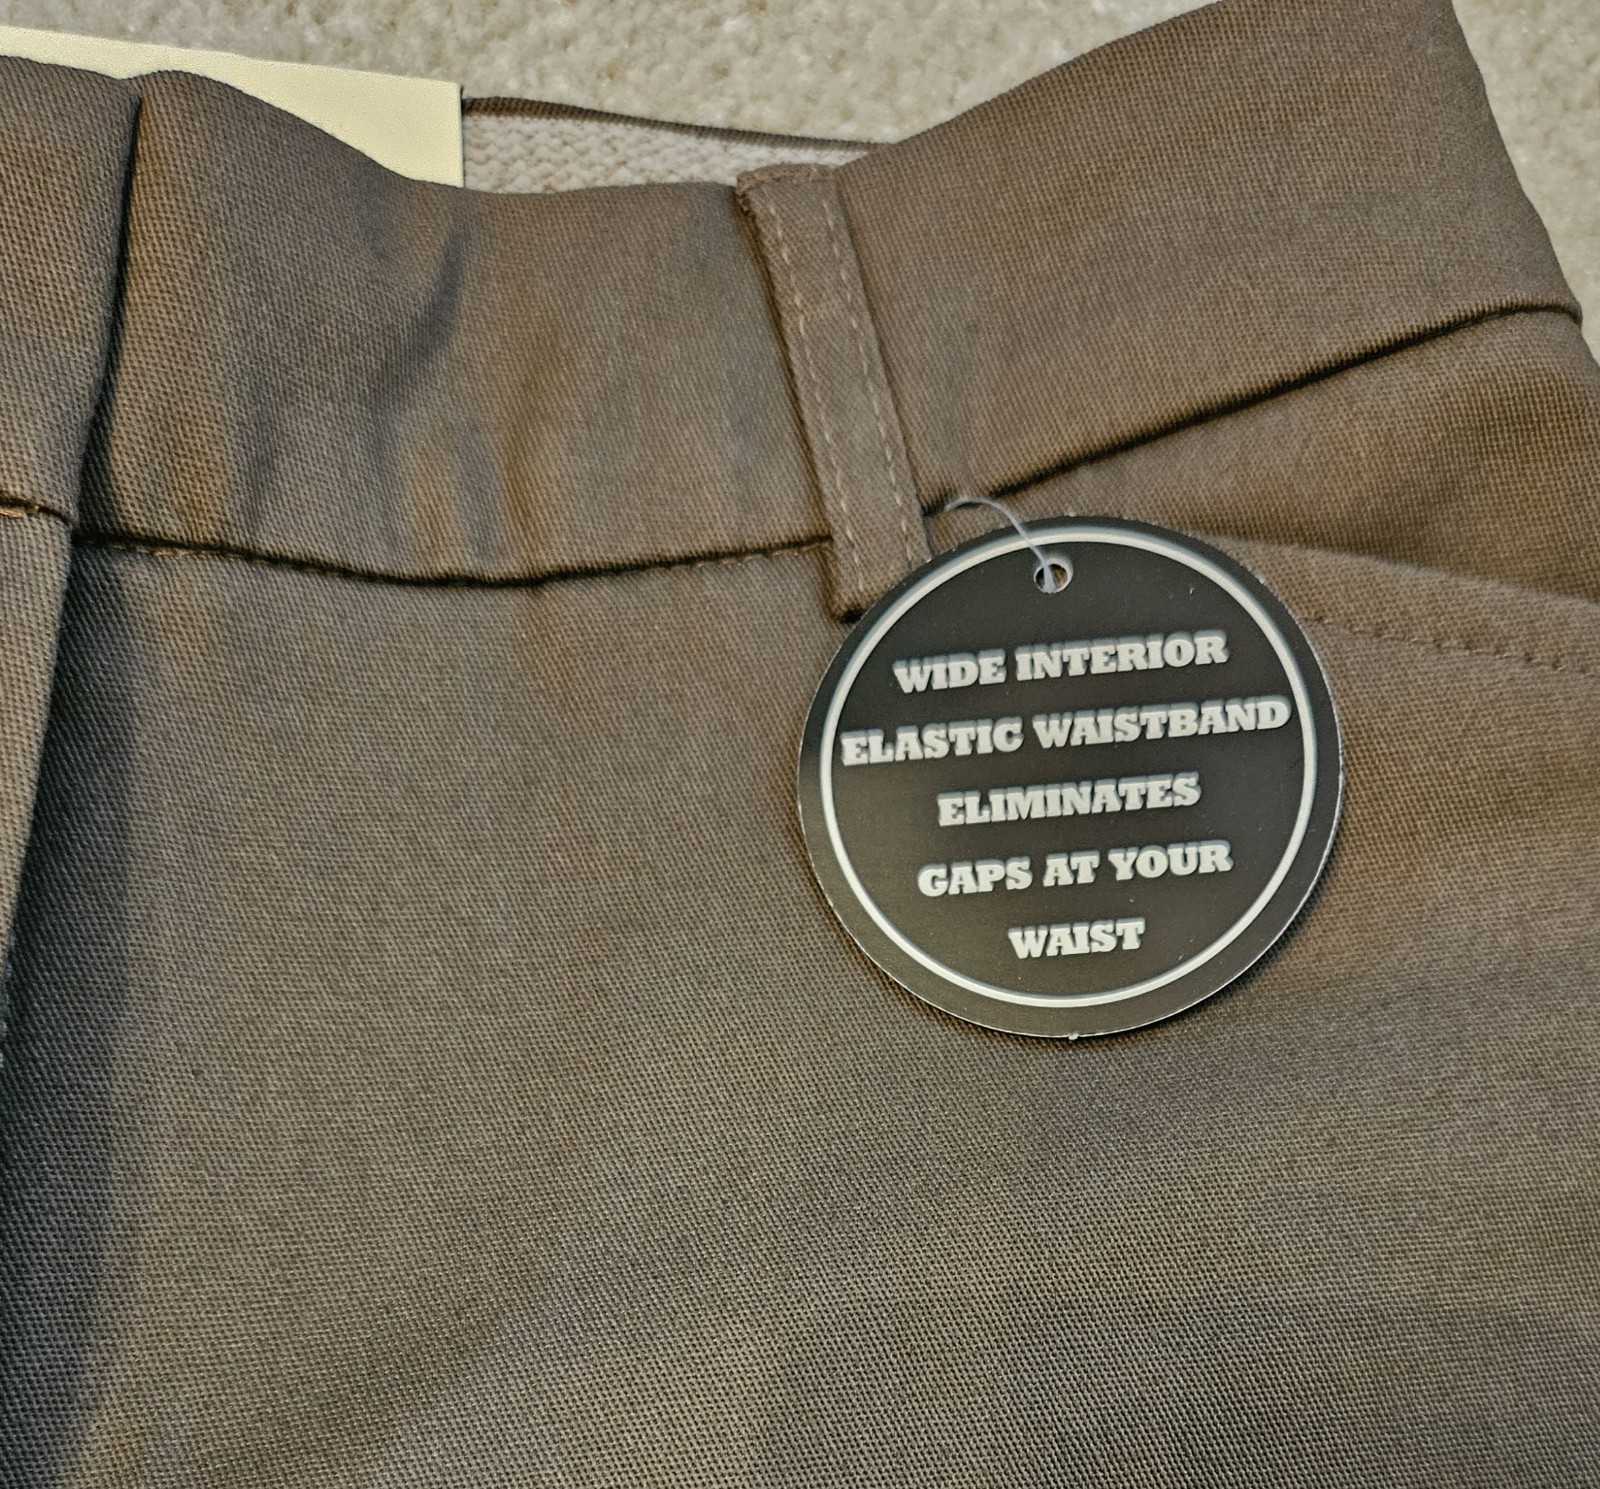 WIDE INTERIOR
ELASTIC WAISTBAND
ELIMINATES
GAPS AT YOUR
WAIST